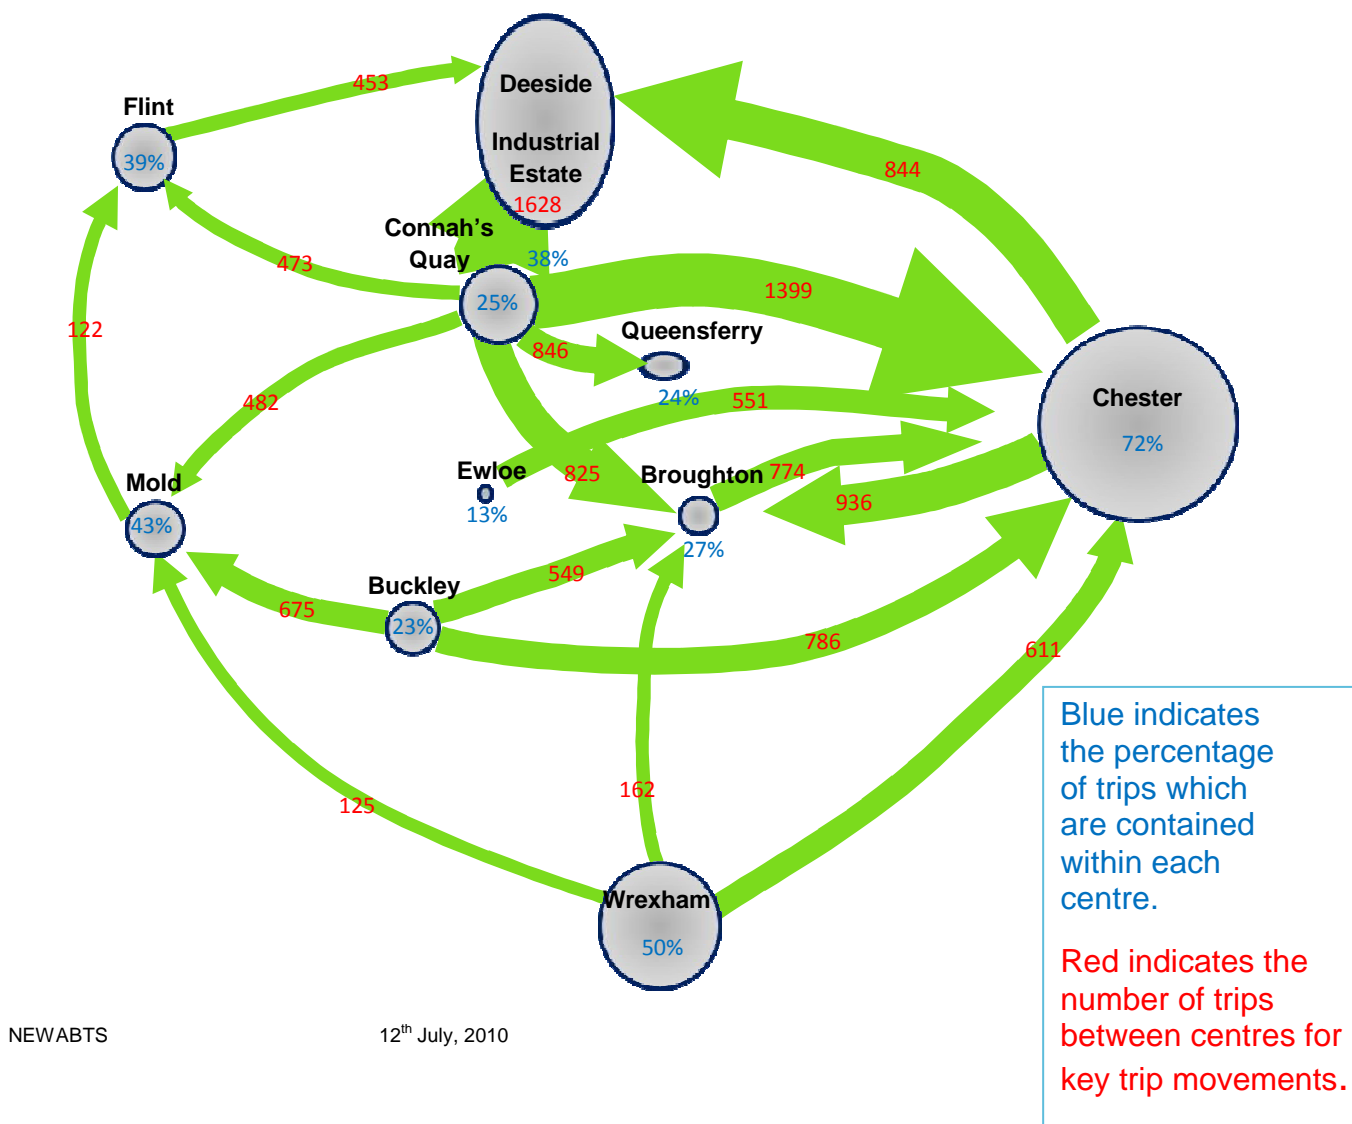 453
Flint
39%
Deeside
Industrial
Estate
1628
38%
844
Connah's
Quay
25%
473
1399
122
846
Queensferry
24%
482
551
Chester
72%
Mold
43%
Ewloe
13%
825
Broughton
27%
774
936
Buckley
23%
549
675
786
611
125
162
Wrexham
50%
Blue indicates
the percentage
of trips which
are contained
within each
centre.
Red indicates the
number of trips
between centres for
key trip movements.
NEWABTS
12th July, 2010